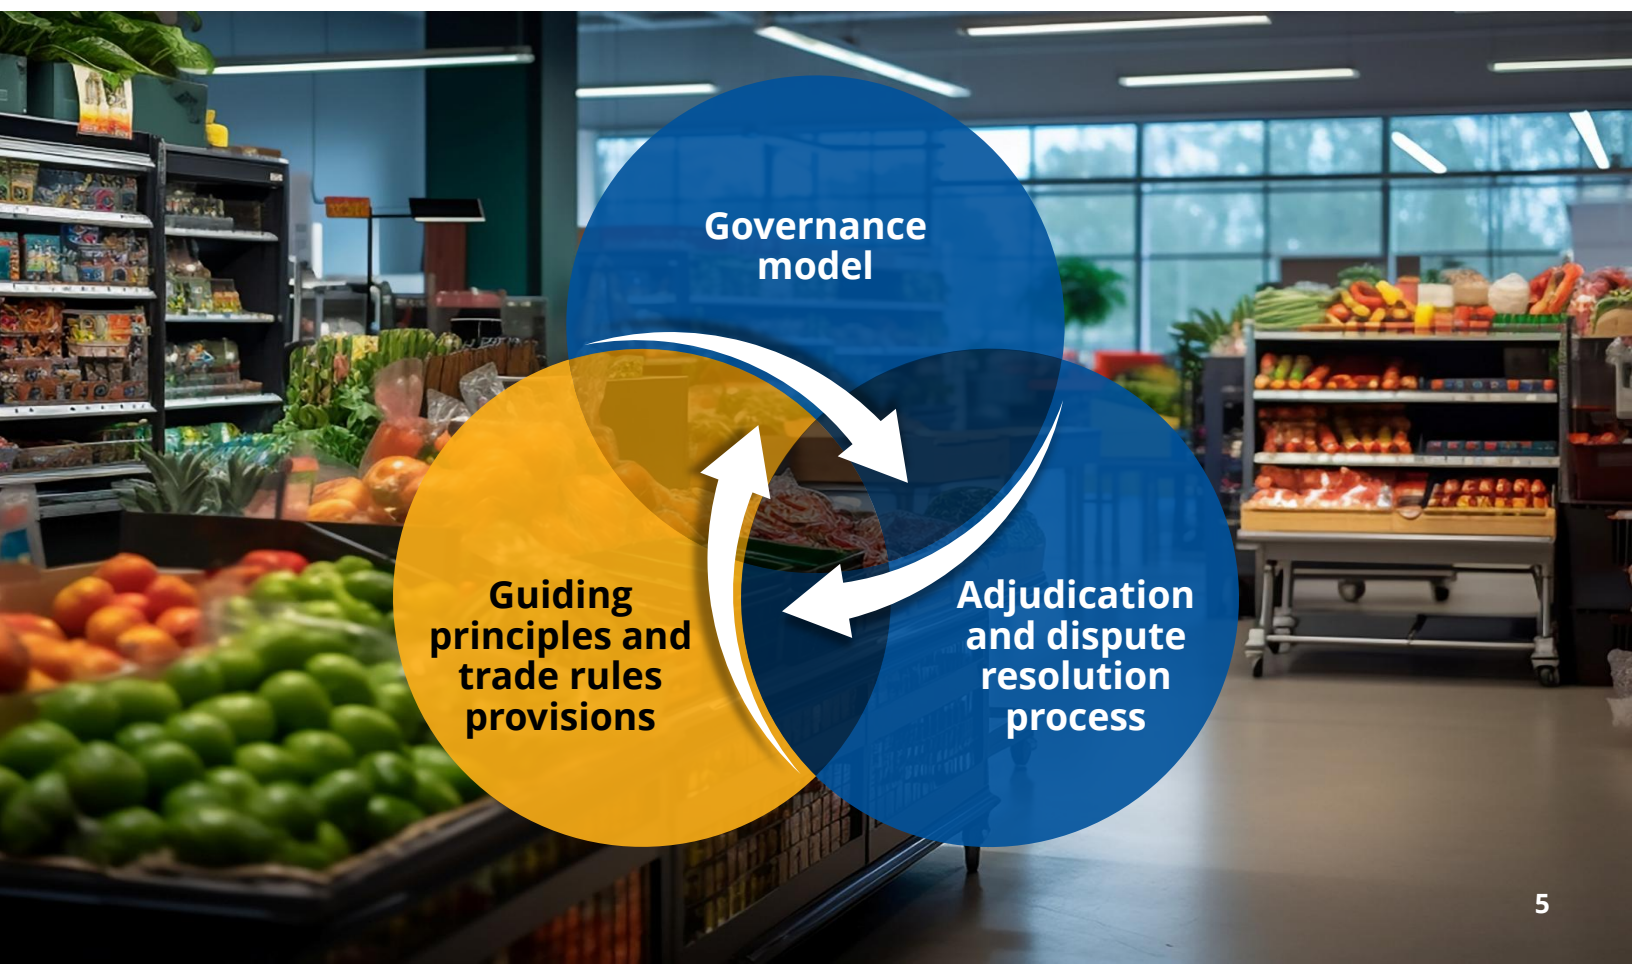 Governance
model
Guiding
principles and
trade rules
provisions
Adjudication
and dispute
resolution
process
5